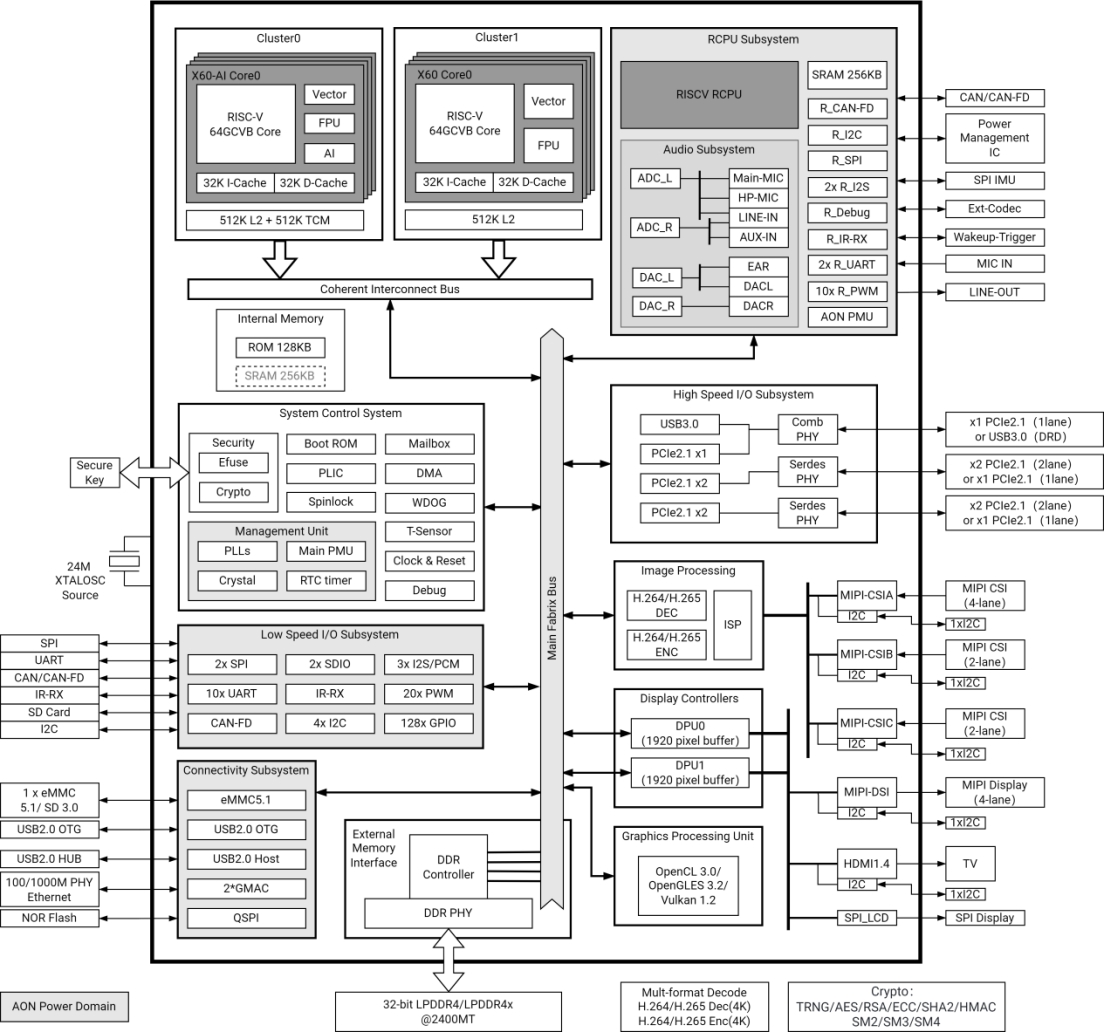 Cluster0
X60-AI Core0
RISC-V
64GCVB Core
Vector
FPU
AI
32K I-Cache
32K D-Cache
512K L2 + 512K TCM
Cluster1
X60 Core0
RISC-V
64GCVB Core
Vector
FPU
32K I-Cache
32K D-Cache
512K L2
Coherent Interconnect Bus
RCPU Subsystem
RISCV RCPU
SRAM 256KB
R_CAN-FD
R_I2C
R_SPI
2x R_I2S
R_Debug
R_IR-RX
2x R_UART
10x R_PWM
AON PMU
Audio Subsystem
ADC_L
ADC_R
Main-MIC
HP-MIC
LINE-IN
AUX-IN
DAC_L
DAC_R
EAR
DACL
DACR
CAN/CAN-FD
Power
Management
IC
SPI IMU
Ext-Codec
Wakeup-Trigger
MIC IN
LINE-OUT
Internal Memory
ROM 128KB
SRAM 256KB
System Control System
Security
Efuse
Crypto
Boot ROM
PLIC
Spinlock
Mailbox
DMA
WDOG
T-Sensor
Clock & Reset
Debug
Management Unit
PLLs
Main PMU
Crystal
RTC timer
Secure
Key
24M
XTALOSC
Source
Main Fabrix Bus
High Speed I/O Subsystem
USB3.0
PCIe2.1 x1
PCIe2.1 x2
PCIe2.1 x2
Comb
PHY
Serdes
PHY
Serdes
PHY
x1 PCIe2.1 (1lane)
or USB3.0 (DRD)
x2 PCIe2.1 (2lane)
or x1 PCIe2.1 (1lane)
x2 PCIe2.1 (2lane)
or x1 PCIe2.1 (1lane)
Image Processing
H.264/H.265
DEC
H.264/H.265
ENC
ISP
MIPI-CSIA
I2C
MIPI CSI
(4-lane)
1xI2C
MIPI-CSIB
I2C
MIPI CSI
(2-lane)
1xI2C
MIPI-CSIC
I2C
MIPI CSI
(2-lane)
1xI2C
Low Speed I/O Subsystem
2x SPI
2x SDIO
3x I2S/PCM
10x UART
IR-RX
20x PWM
CAN-FD
4x I2C
128x GPIO
SPI
UART
CAN/CAN-FD
IR-RX
SD Card
I2C
Display Controllers
DPU0
(1920 pixel buffer)
DPU1
(1920 pixel buffer)
MIPI-DSI
I2C
MIPI Display
(4-lane)
1xI2C
HDMI1.4
I2C
TV
1xI2C
SPI_LCD
SPI Display
Connectivity Subsystem
eMMC5.1
USB2.0 OTG
USB2.0 Host
2*GMAC
QSPI
1 x eMMC
5.1/ SD 3.0
USB2.0 OTG
USB2.0 HUB
100/1000M PHY
Ethernet
NOR Flash
External
Memory
Interface
DDR
Controller
DDR PHY
Graphics Processing Unit
OpenCL 3.0/
OpenGLES 3.2/
Vulkan 1.2
AON Power Domain
32-bit LPDDR4/LPDDR4x
@2400MT
Mult-format Decode
H.264/H.265 Dec(4K)
H.264/H.265 Enc(4K)
Crypto：
TRNG/AES/RSA/ECC/SHA2/HMAC
SM2/SM3/SM4